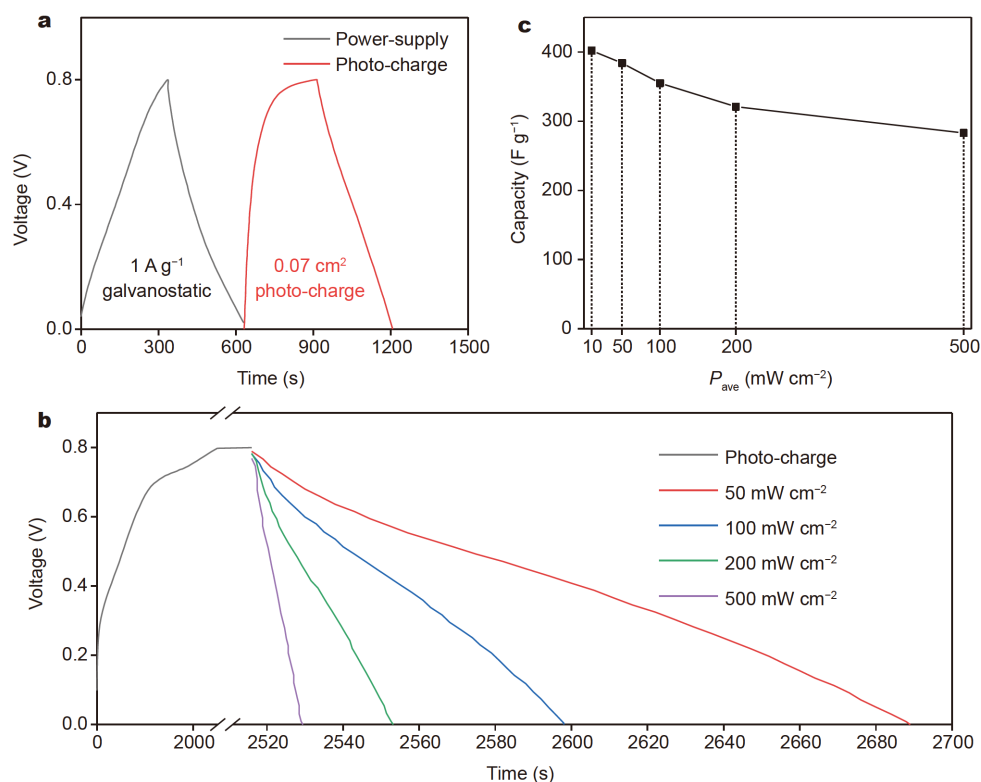 a
Power-supply
Photo-charge
0.8
0.4
0.0
Voltage (V)
1 A g⁻¹
galvanostatic
0.07 cm²
photo-charge
0 300 600 900 1200 1500
Time (s)
c
400
300
200
100
0
Capacity (F g⁻¹)
10 50 100 200 500
Pave (mW cm⁻²)
b
0.8
0.6
0.4
0.2
0.0
Voltage (V)
Photo-charge
50 mW cm⁻²
100 mW cm⁻²
200 mW cm⁻²
500 mW cm⁻²
0 2000 2520 2540 2560 2580 2600 2620 2640 2660 2680 2700
Time (s)